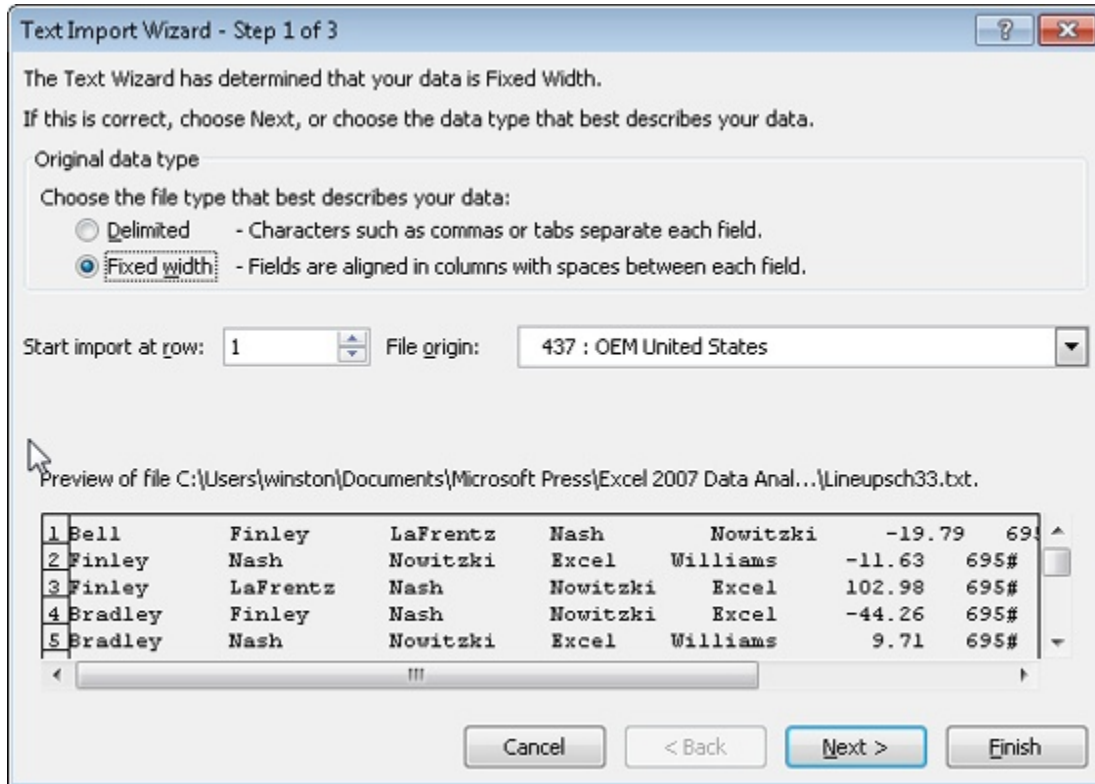 Text Import Wizard - Step 1 of 3
The Text Wizard has determined that your data is Fixed Width.
If this is correct, choose Next, or choose the data type that best describes your data.
Original data type
Choose the file type that best describes your data:
Delimited - Characters such as commas or tabs separate each field.
Fixed width - Fields are aligned in columns with spaces between each field.
Start import at row: 1 File origin: 437 : OEM United States
Preview of file C:\Users\winston\Documents\Microsoft Press\Excel 2007 Data Anal...\Lineupsch33.txt.
1 Bell Finley LaFrentz Nash Nowitzki -19.79 695
2 Finley Nash Nowitzki Excel Williams -11.63 695#
3 Finley LaFrentz Nash Nowitzki Excel 102.98 695#
4 Bradley Finley Nash Nowitzki Excel -44.26 695#
5 Bradley Nash Nowitzki Excel Williams 9.71 695#
Cancel < Back Next > Finish